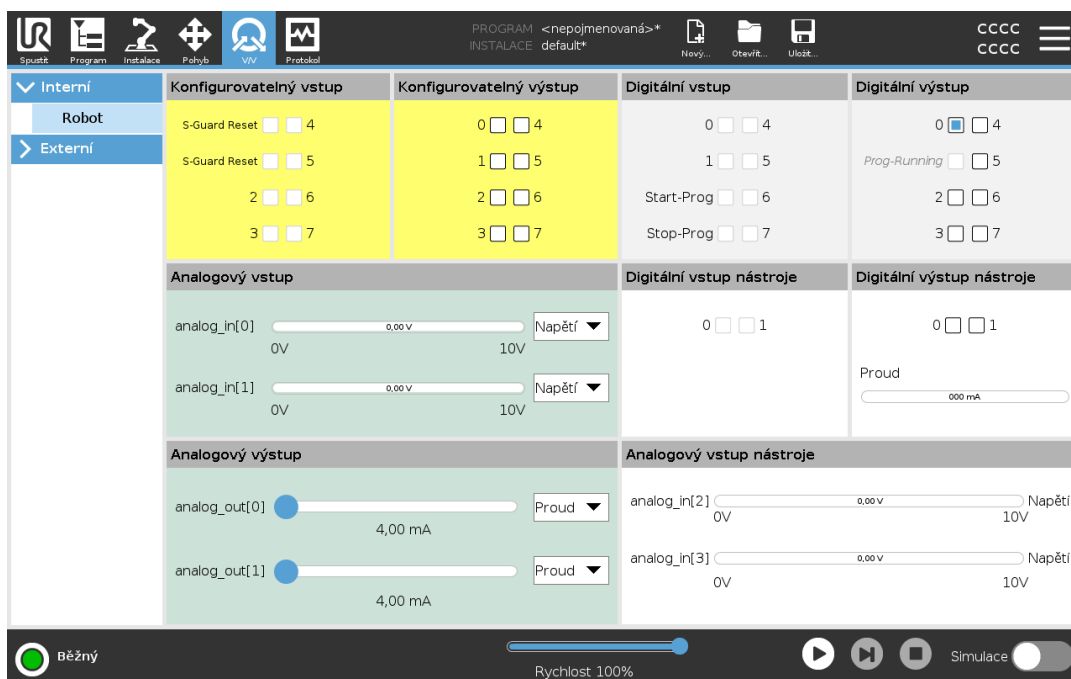 UR
PROGRAM <nepojmenovaná>*
INSTALACE default*
CCCC
CCCC
Spustit Program Instalace Pohyb V/V Protokol Nový... Otevřít... Uložit...
Interní
Robot
Externí
Konfigurovatelný vstup
S-Guard Reset 4
S-Guard Reset 5
2 6
3 7
Konfigurovatelný výstup
0 4
1 5
2 6
3 7
Digitální vstup
0 4
1 5
Start-Prog 6
Stop-Prog 7
Digitální výstup
0 4
Prog-Running 5
2 6
3 7
Analogový vstup
analog_in[0] 0,00 V Napětí
0V 10V
analog_in[1] 0,00 V Napětí
0V 10V
Digitální vstup nástroje
0 1
Digitální výstup nástroje
0 1
Proud
000 mA
Analogový výstup
analog_out[0] Proud
4,00 mA
analog_out[1] Proud
4,00 mA
Analogový vstup nástroje
analog_in[2] 0,00 V Napětí
0V 10V
analog_in[3] 0,00 V Napětí
0V 10V
Běžný
Rychlost 100%
Simulace